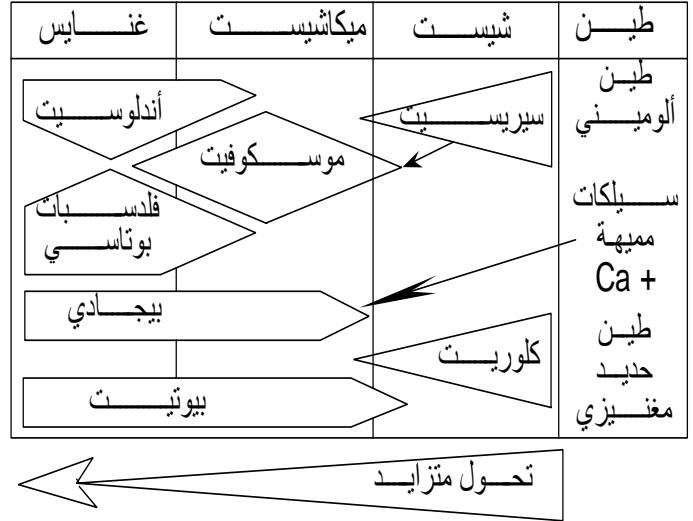 طين شيست ميكاشيست غنايس
طين
ألوميني
سيريسيت
أندلوسيت
موسكوفيت
سيلكات
مميهة
Ca +
فلدسبات
بوتاسي
بيجادي
طين
حديد
مغنيزي
كلوريت
بيوتيت
تحول متزايد